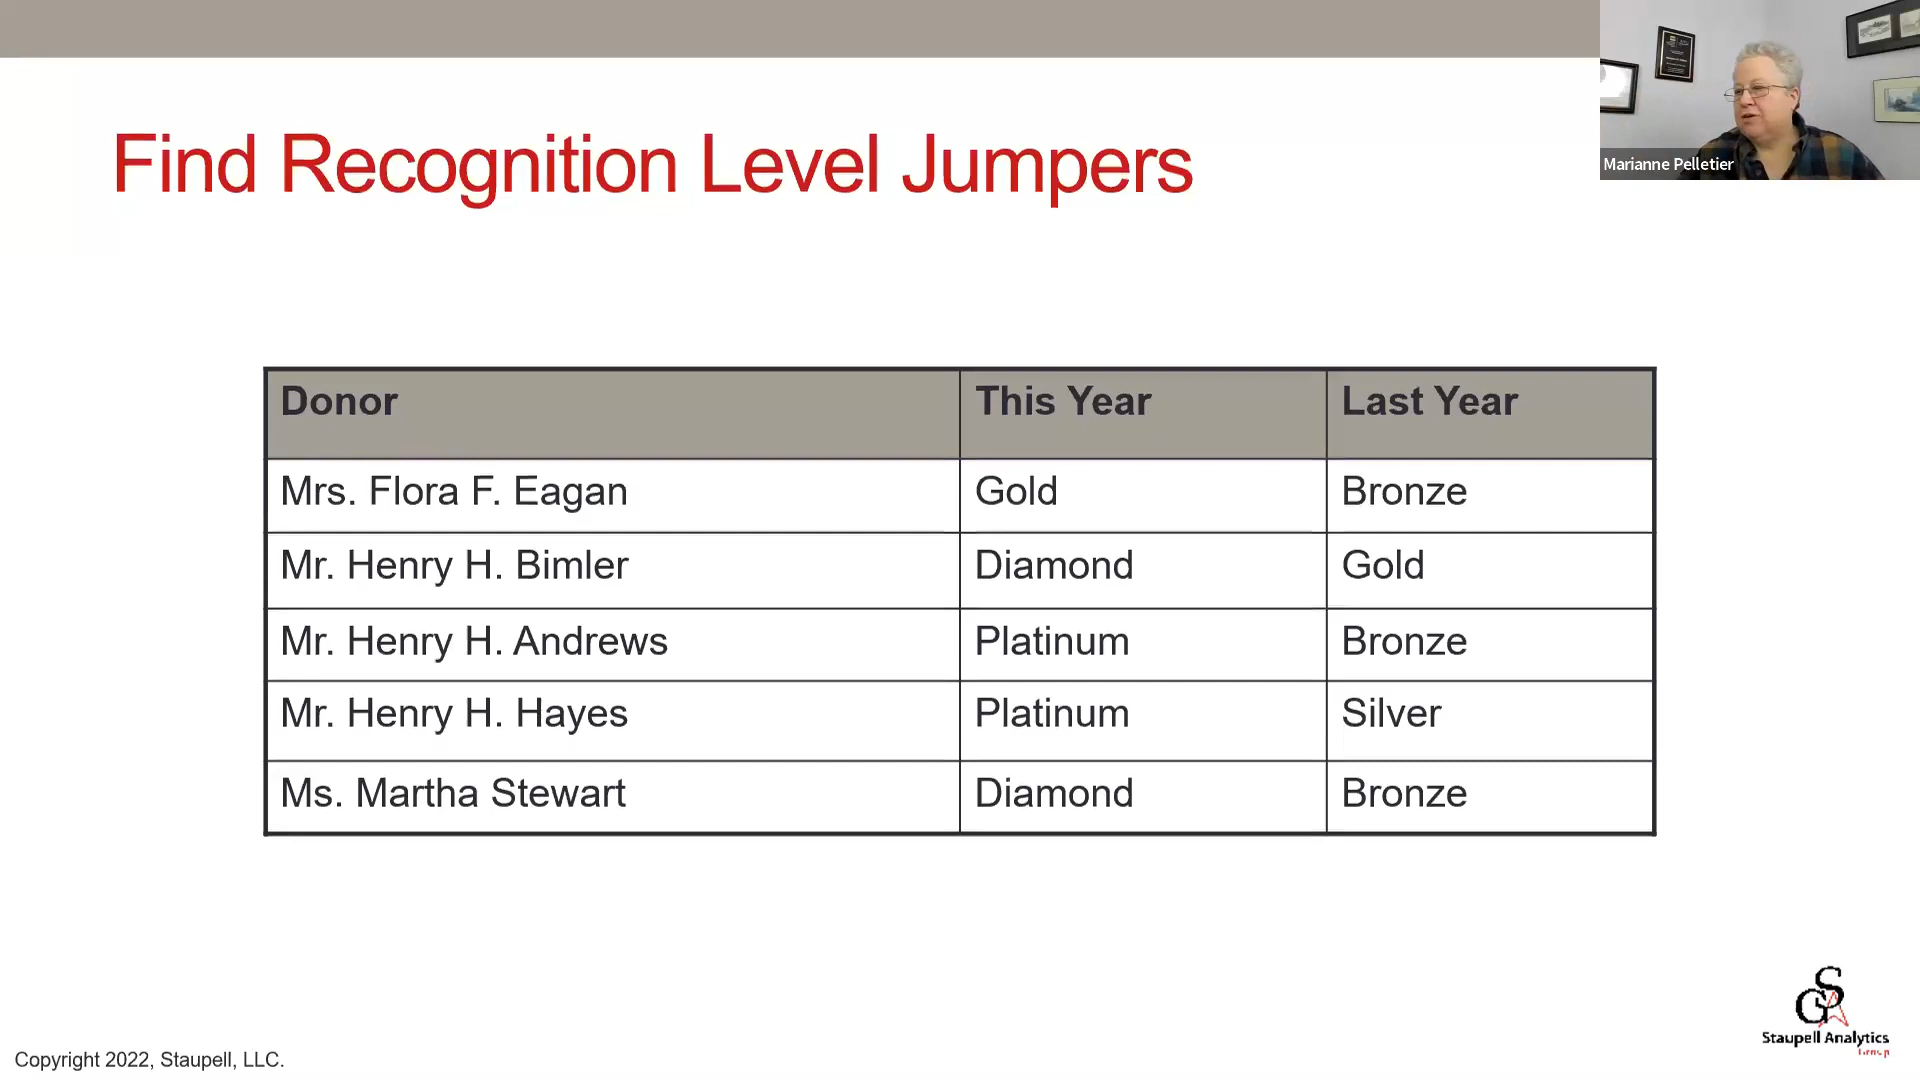 Find Recognition Level Jumpers
Marianne Pelletier
Donor This Year Last Year
Mrs. Flora F. Eagan Gold Bronze
Mr. Henry H. Bimler Diamond Gold
Mr. Henry H. Andrews Platinum Bronze
Mr. Henry H. Hayes Platinum Silver
Ms. Martha Stewart Diamond Bronze
Staupell Analytics
Group
Copyright 2022, Staupell, LLC.